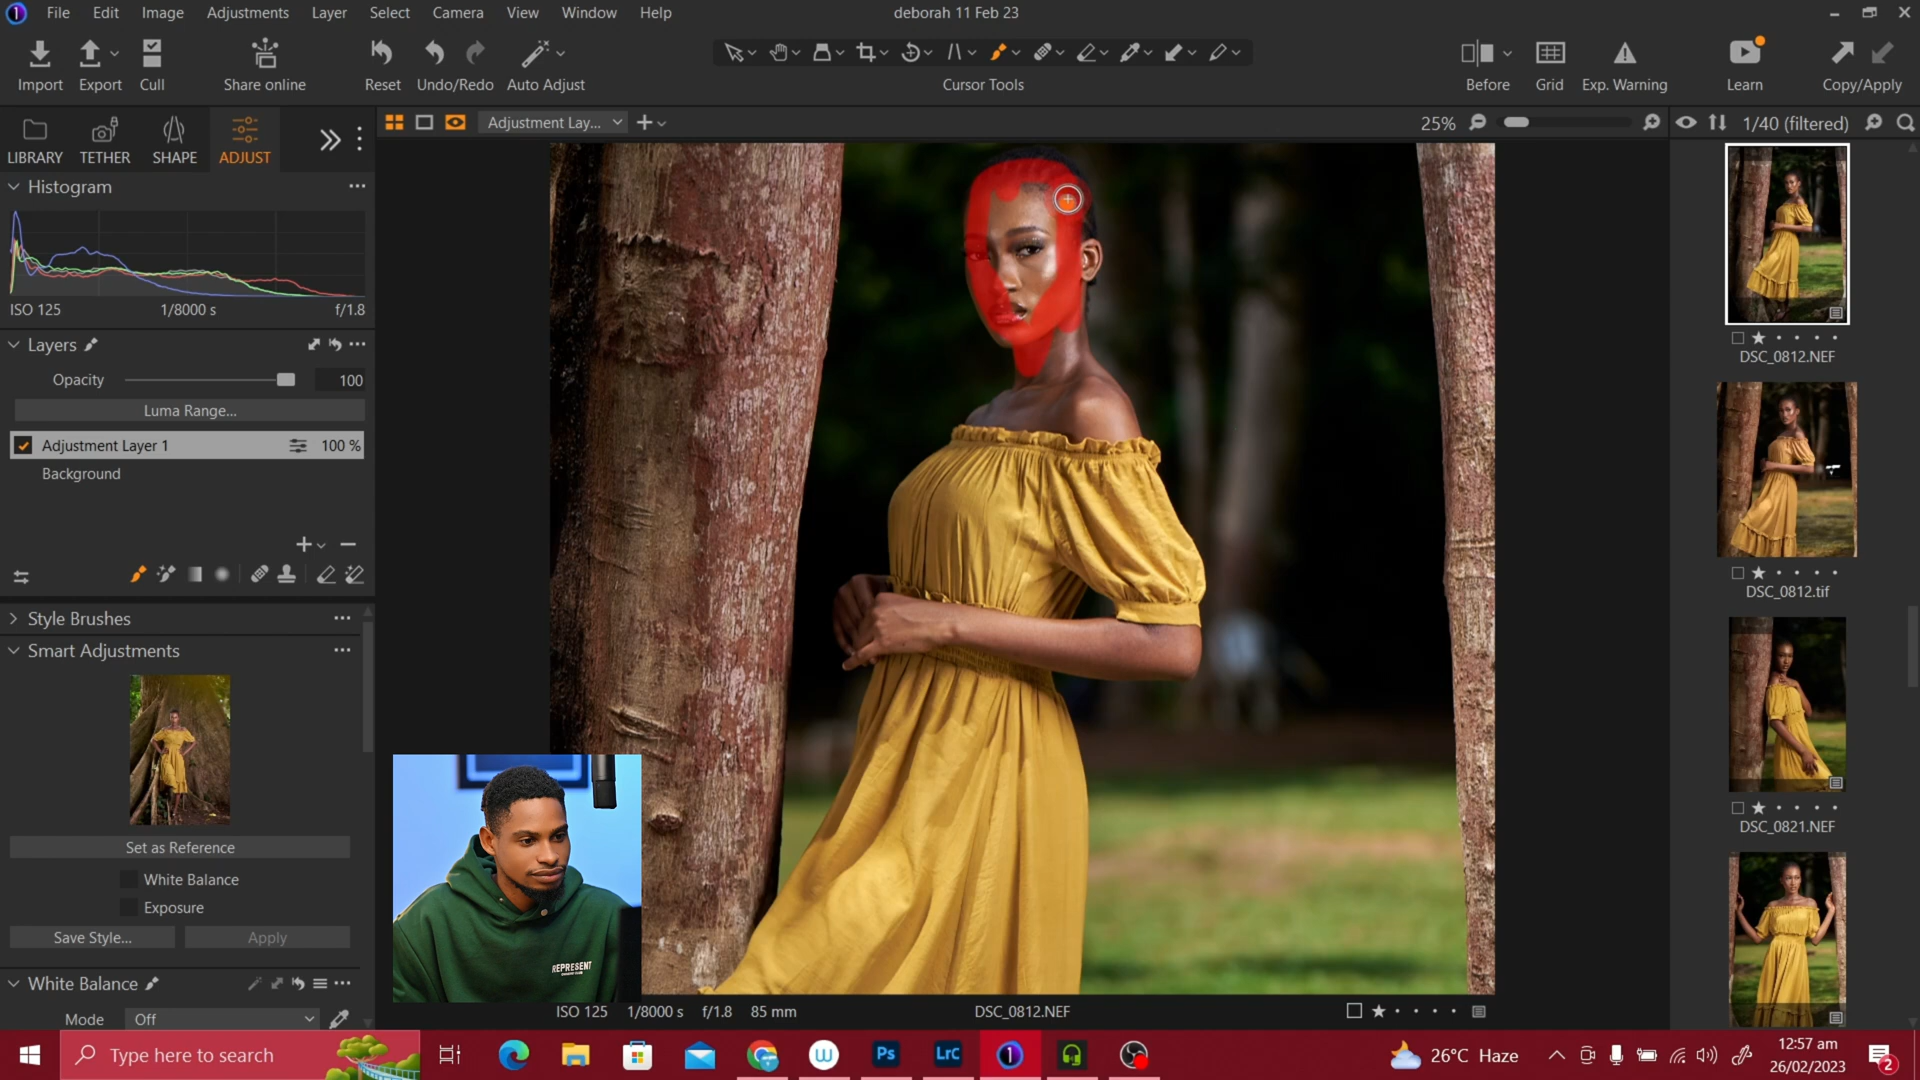 File Edit Image Adjustments Layer Select Camera View Window Help
deborah 11 Feb 23
Import Export Cull Share online Reset Undo/Redo Auto Adjust Cursor Tools Before Grid Exp. Warning Learn Copy/Apply
LIBRARY TETHER SHAPE ADJUST
Adjustment Lay...
25%
1/40 (filtered)
Histogram
ISO 125 1/8000 s f/1.8
Layers
Opacity 100
Luma Range...
Adjustment Layer 1 100 %
Background
Style Brushes
Smart Adjustments
Set as Reference
White Balance
Exposure
Save Style... Apply
White Balance
Mode Off
REPRESENT
ISO 125 1/8000 s f/1.8 85 mm DSC_0812.NEF
DSC_0812.NEF
DSC_0812.tif
DSC_0821.NEF
Type here to search
W
Ps
LrC
1
26°C Haze
12:57 am
26/02/2023
2